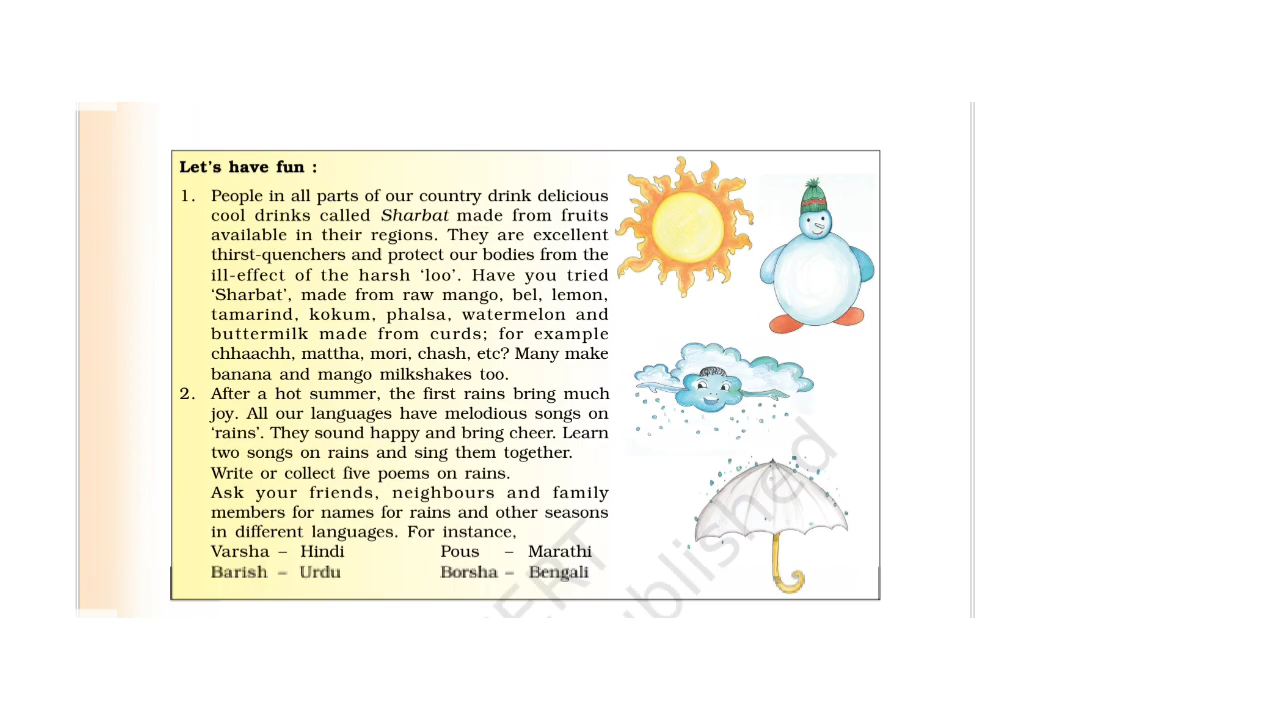 Let's have fun :
1. People in all parts of our country drink delicious
cool drinks called Sharbat made from fruits
available in their regions. They are excellent
thirst-quenchers and protect our bodies from the
ill-effect of the harsh ‘loo’. Have you tried
‘Sharbat’, made from raw mango, bel, lemon,
tamarind, kokum, phalsa, watermelon and
buttermilk made from curds; for example
chhaachh, mattha, mori, chash, etc? Many make
banana and mango milkshakes too.
2. After a hot summer, the first rains bring much
joy. All our languages have melodious songs on
‘rains’. They sound happy and bring cheer. Learn
two songs on rains and sing them together.
Write or collect five poems on rains.
Ask your friends, neighbours and family
members for names for rains and other seasons
in different languages. For instance,
Varsha – Hindi Pous – Marathi
Barish – Urdu Borsha – Bengali